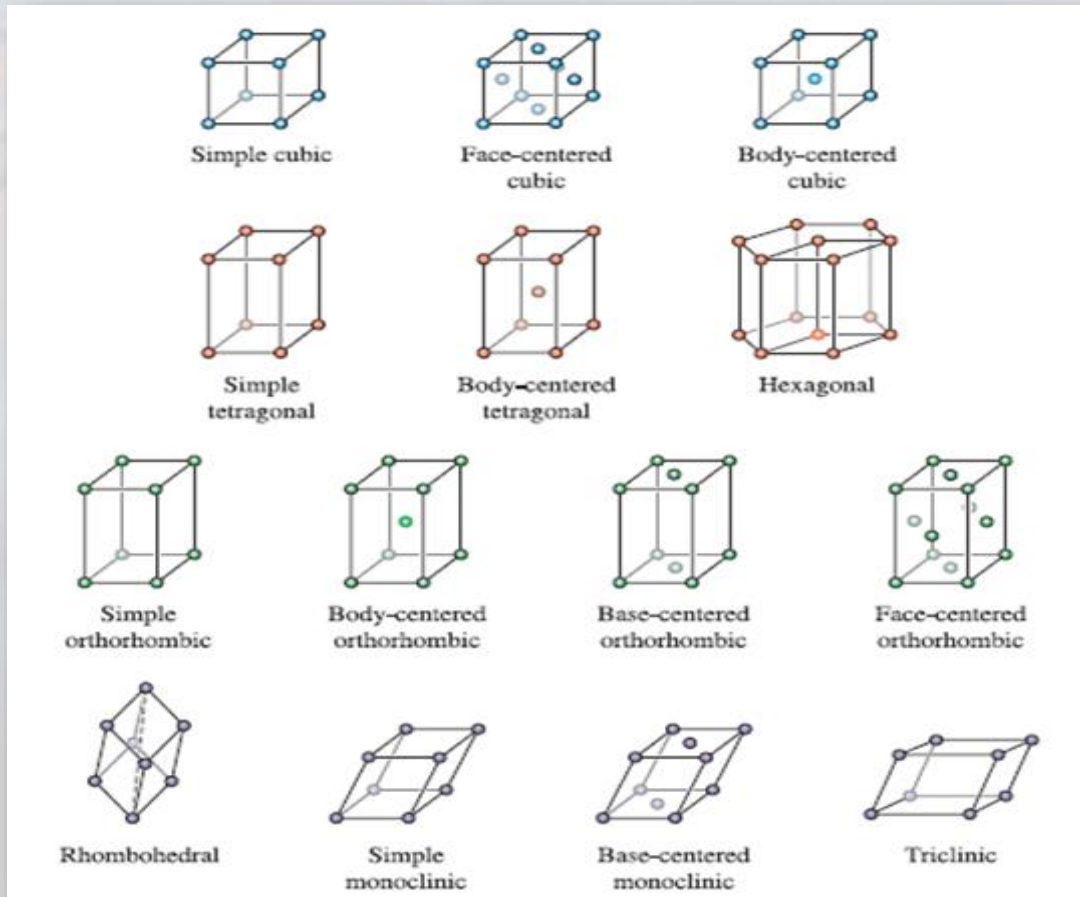 Simple cubic
Face-centered
cubic
Body-centered
cubic
Simple
tetragonal
Body-centered
tetragonal
Hexagonal
Simple
orthorhombic
Body-centered
orthorhombic
Base-centered
orthorhombic
Face-centered
orthorhombic
Rhombohedral
Simple
monoclinic
Base-centered
monoclinic
Triclinic